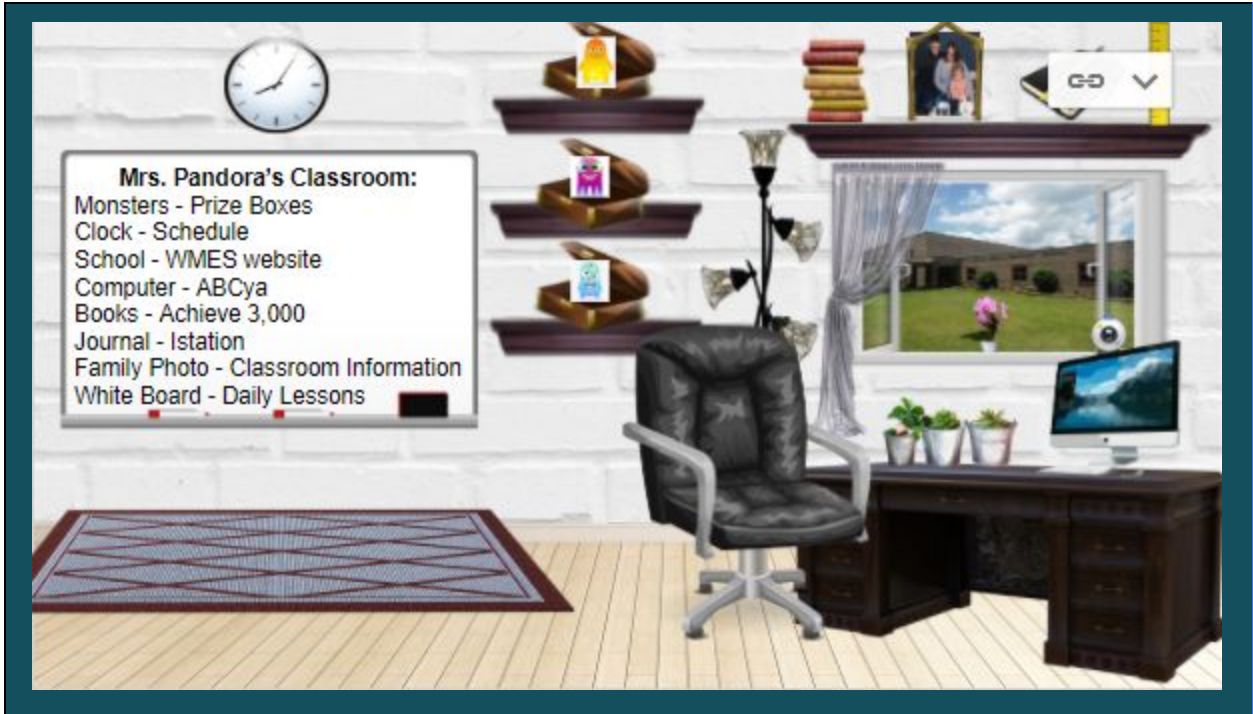 Mrs. Pandora's Classroom:
Monsters - Prize Boxes
Clock - Schedule
School - WMES website
Computer - ABCya
Books - Achieve 3,000
Journal - Istation
Family Photo - Classroom Information
White Board - Daily Lessons